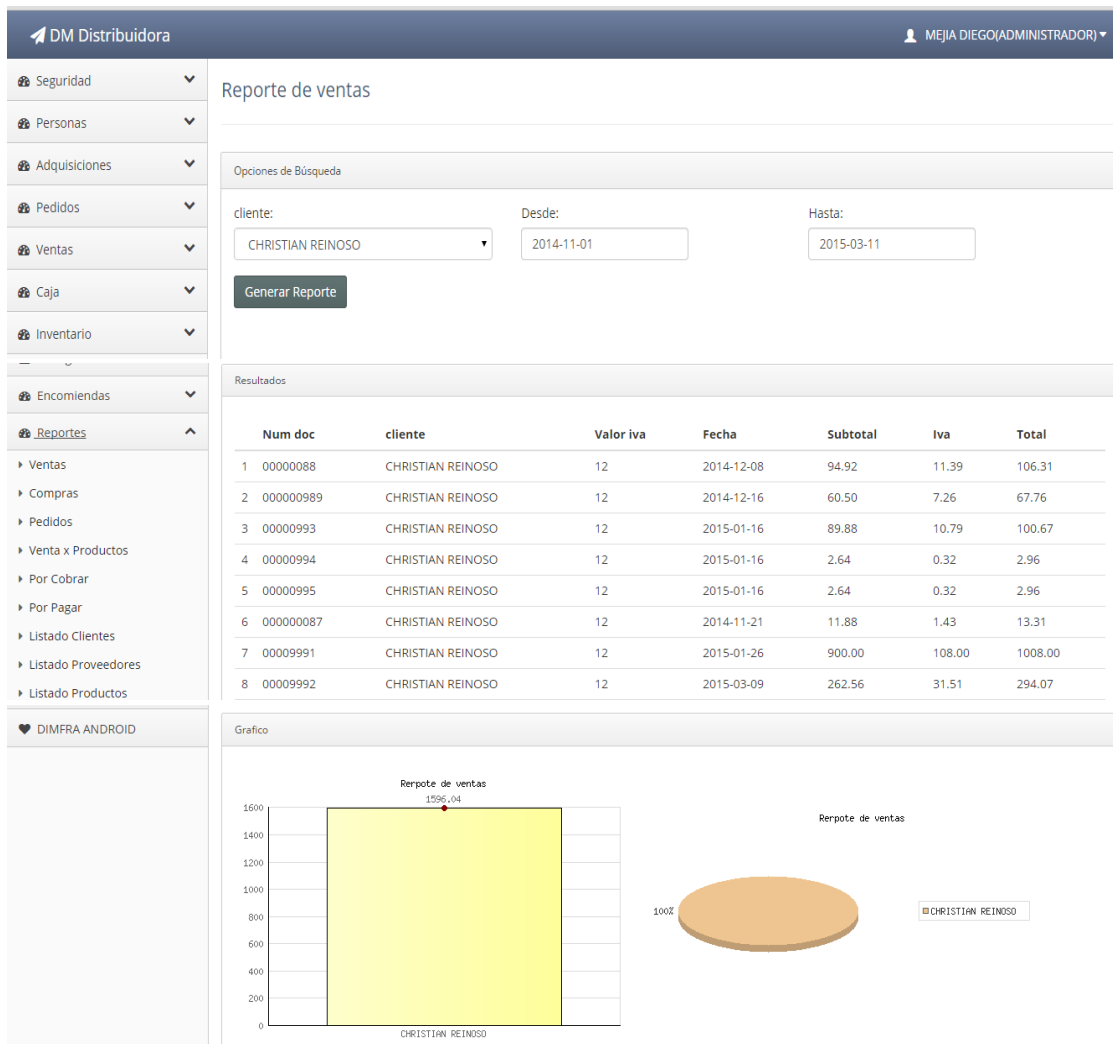 DM Distribuidora
MEJIA DIEGO(ADMINISTRADOR)
Seguridad
Personas
Adquisiciones
Pedidos
Ventas
Caja
Inventario
Encomiendas
Reportes
Ventas
Compras
Pedidos
Venta x Productos
Por Cobrar
Por Pagar
Listado Clientes
Listado Proveedores
Listado Productos
DIMFRA ANDROID
Reporte de ventas
Opciones de Búsqueda
cliente: Desde: Hasta:
CHRISTIAN REINOSO 2014-11-01 2015-03-11
Generar Reporte
Resultados
Num doc cliente Valor iva Fecha Subtotal Iva Total
1 00000088 CHRISTIAN REINOSO 12 2014-12-08 94.92 11.39 106.31
2 000000989 CHRISTIAN REINOSO 12 2014-12-16 60.50 7.26 67.76
3 00000993 CHRISTIAN REINOSO 12 2015-01-16 89.88 10.79 100.67
4 00000994 CHRISTIAN REINOSO 12 2015-01-16 2.64 0.32 2.96
5 00000995 CHRISTIAN REINOSO 12 2015-01-16 2.64 0.32 2.96
6 000000087 CHRISTIAN REINOSO 12 2014-11-21 11.88 1.43 13.31
7 00009991 CHRISTIAN REINOSO 12 2015-01-26 900.00 108.00 1008.00
8 00009992 CHRISTIAN REINOSO 12 2015-03-09 262.56 31.51 294.07
Grafico
Rerpote de ventas
1596.04
1600
1400
1200
1000
800
600
400
200
0
CHRISTIAN REINOSO
Rerpote de ventas
100%
CHRISTIAN REINOSO